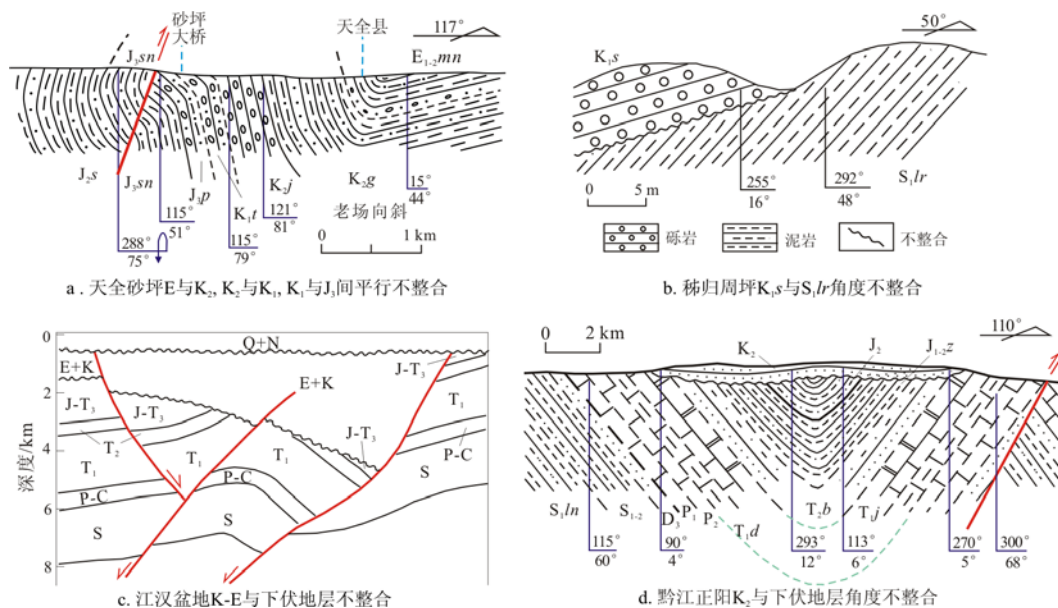 砂坪
大桥
J₃sn
天全县
117°
E₁₋₂mn
J₂s
J₃sn
J₃p
K₁t
K₂j
K₂g
15°
44°
115°
51°
121°
81°
288°
75°
115°
79°
老场向斜
0 1 km
a . 天全砂坪E与K₂, K₂与K₁, K₁与J₃间平行不整合
50°
K₁s
S₁lr
0 5 m
255°
16°
292°
48°
砾岩
泥岩
不整合
b. 秭归周坪K₁s与S₁lr角度不整合
深度/km
0
2
4
6
8
Q+N
E+K
E+K
J-T₃
J-T₃
J-T₃
T₂
T₁
T₁
T₁
T₁
P-C
P-C
S
S
S
c. 江汉盆地K-E与下伏地层不整合
0 2 km
110°
K₂
J₂
J₁₋₂z
S₁ln
S₁₋₂
D₃
P₁
P₂
T₁d
T₂b
T₁j
115°
60°
90°
4°
293°
12°
113°
6°
270°
5°
300°
68°
d. 黔江正阳K₂与下伏地层角度不整合